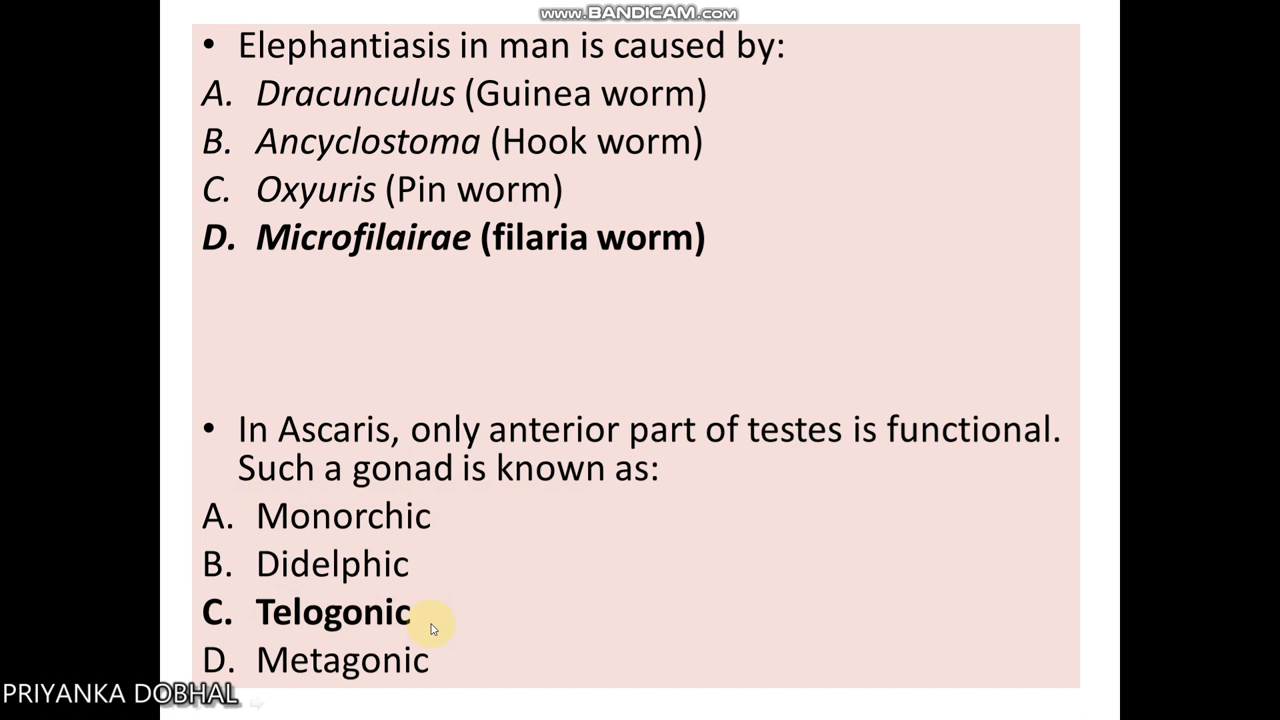 www.BANDICAM.com
• Elephantiasis in man is caused by:
A. Dracunculus (Guinea worm)
B. Ancyclostoma (Hook worm)
C. Oxyuris (Pin worm)
D. Microfilairae (filaria worm)
• In Ascaris, only anterior part of testes is functional.
Such a gonad is known as:
A. Monorchic
B. Didelphic
C. Telogonic
D. Metagonic
PRIYANKA DOBHAL